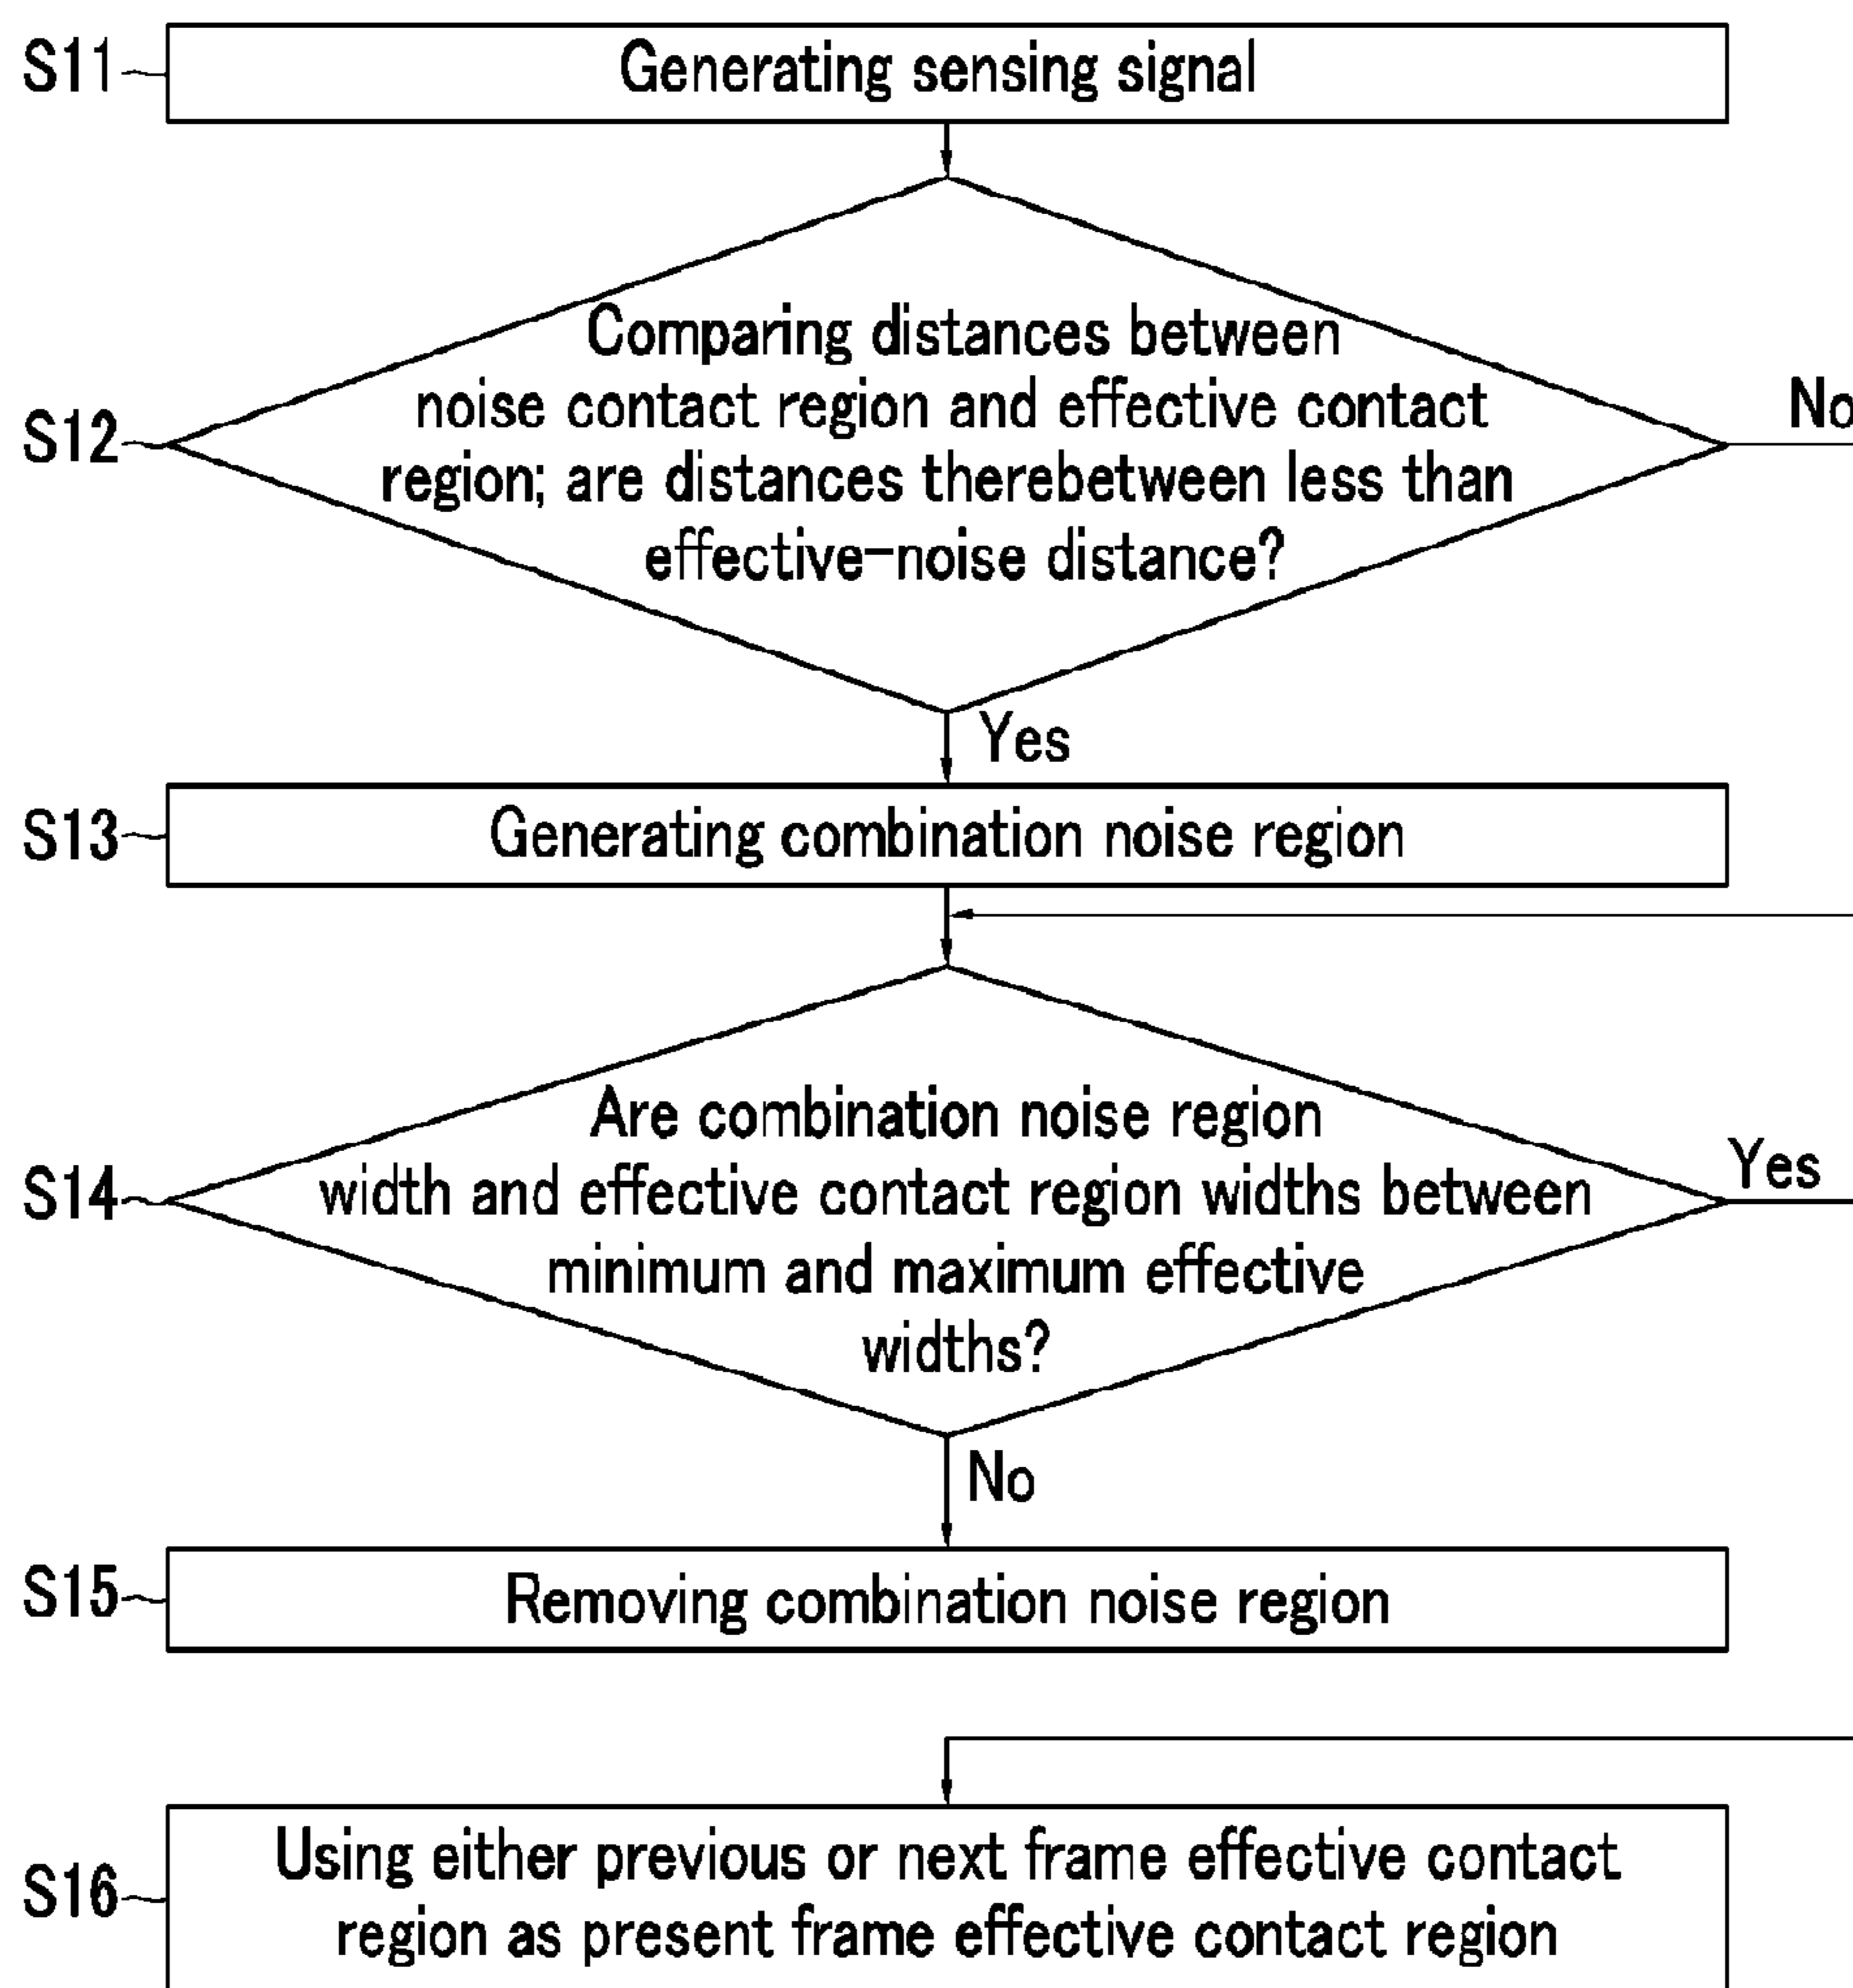 S11
Generating sensing signal
S12
Comparing distances between
noise contact region and effective contact
region; are distances therebetween less than
effective-noise distance?
No
Yes
S13
Generating combination noise region
S14
Are combination noise region
width and effective contact region widths between
minimum and maximum effective
widths?
Yes
No
S15
Removing combination noise region
S16
Using either previous or next frame effective contact
region as present frame effective contact region